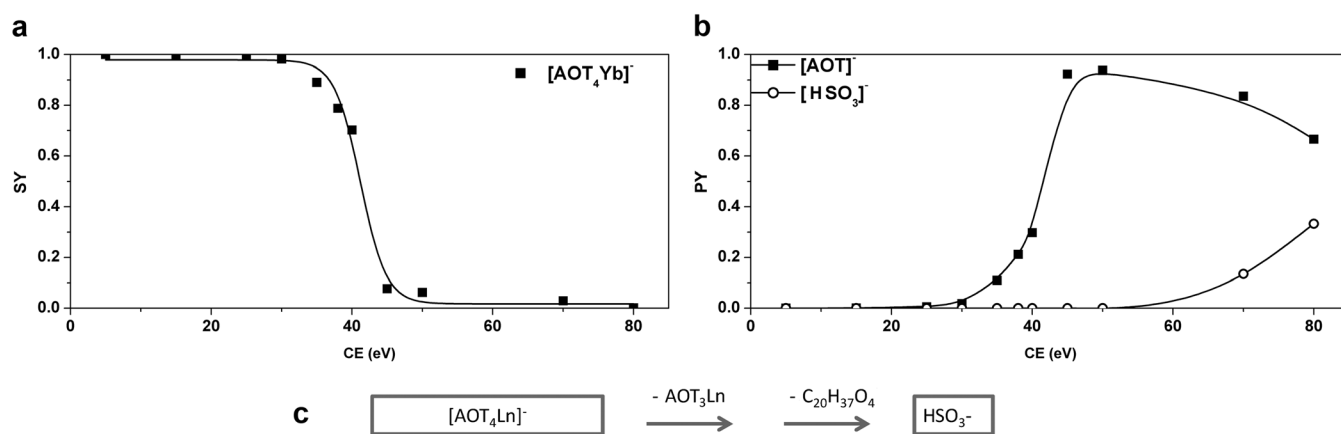 a
1.0
0.8
0.6
0.4
0.2
0.0
SY
0 20 40 60 80
CE (eV)
[AOT₄Yb]⁻
b
1.0
0.8
0.6
0.4
0.2
0.0
PY
0 20 40 60 80
CE (eV)
[AOT]⁻
[HSO₃]⁻
c
[AOT₄Ln]⁻
- AOT₃Ln
- C₂₀H₃₇O₄
HSO₃-